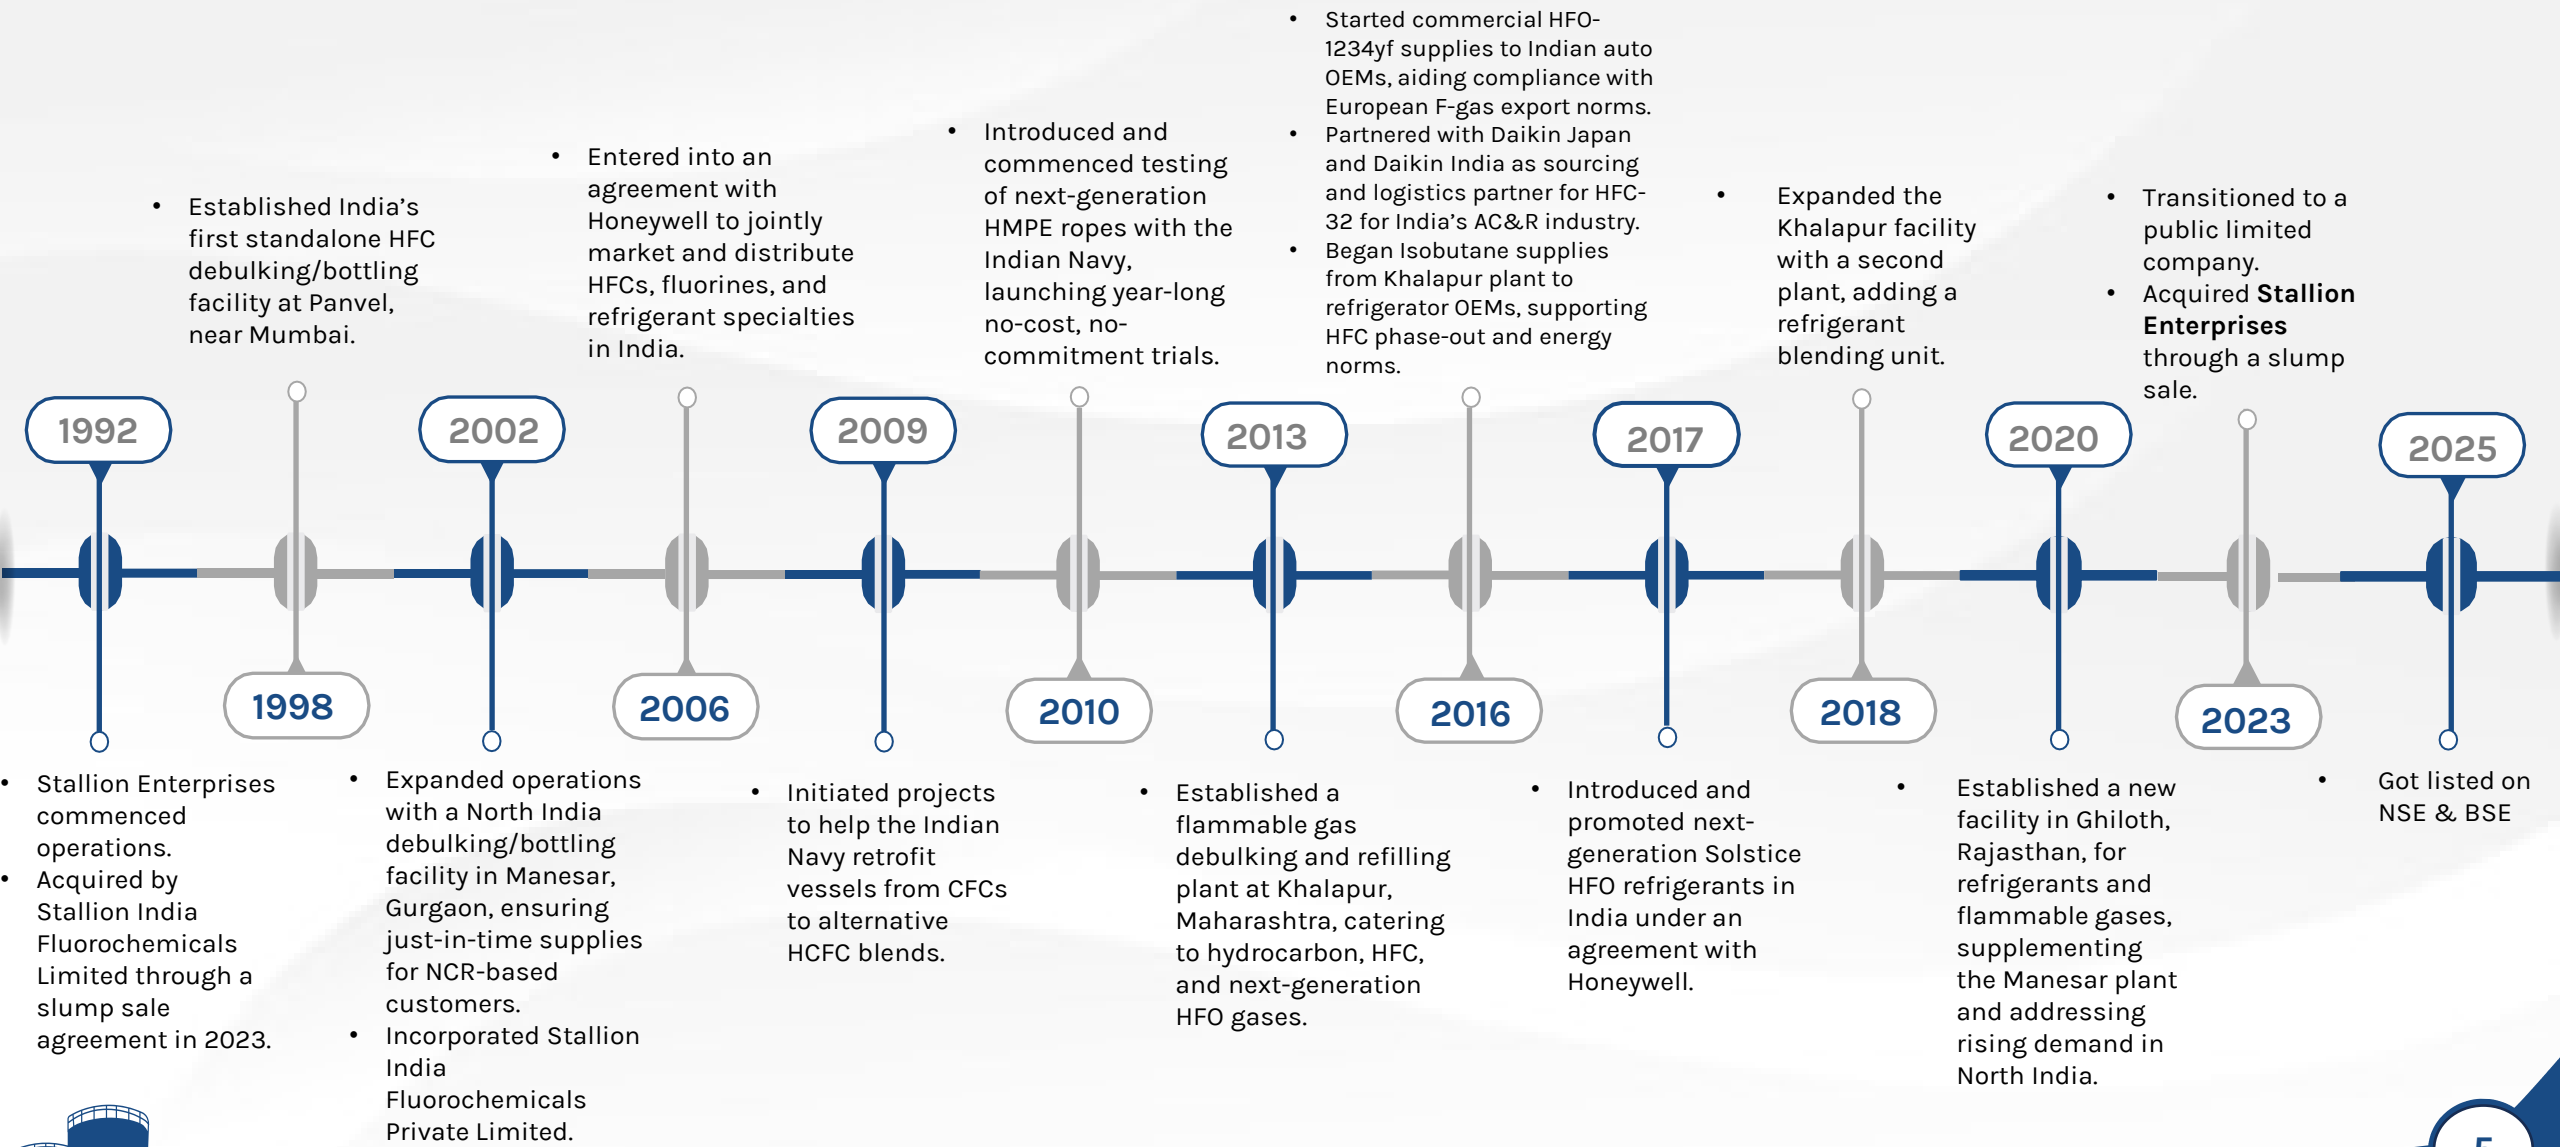 • Started commercial HFO-
1234yf supplies to Indian auto
OEMs, aiding compliance with
European F-gas export norms.
• Partnered with Daikin Japan
and Daikin India as sourcing
and logistics partner for HFC-
32 for India's AC&R industry.
• Began Isobutane supplies
from Khalapur plant to
refrigerator OEMs, supporting
HFC phase-out and energy
norms.
• Introduced and
commenced testing
of next-generation
HMPE ropes with the
Indian Navy,
launching year-long
no-cost, no-
commitment trials.
• Entered into an
agreement with
Honeywell to jointly
market and distribute
HFCs, fluorines, and
refrigerant specialties
in India.
• Established India's
first standalone HFC
debulking/bottling
facility at Panvel,
near Mumbai.
• Expanded the
Khalapur facility
with a second
plant, adding a
refrigerant
blending unit.
• Transitioned to a
public limited
company.
• Acquired Stallion
Enterprises
through a slump
sale.
1992
2002
2009
2013
2017
2020
2025
1998
2006
2010
2016
2018
2023
• Stallion Enterprises
commenced
operations.
• Acquired by
Stallion India
Fluorochemicals
Limited through a
slump sale
agreement in 2023.
• Expanded operations
with a North India
debulking/bottling
facility in Manesar,
Gurgaon, ensuring
just-in-time supplies
for NCR-based
customers.
• Incorporated Stallion
India
Fluorochemicals
Private Limited.
• Initiated projects
to help the Indian
Navy retrofit
vessels from CFCs
to alternative
HCFC blends.
• Established a
flammable gas
debulking and refilling
plant at Khalapur,
Maharashtra, catering
to hydrocarbon, HFC,
and next-generation
HFO gases.
• Introduced and
promoted next-
generation Solstice
HFO refrigerants in
India under an
agreement with
Honeywell.
• Established a new
facility in Ghiloth,
Rajasthan, for
refrigerants and
flammable gases,
supplementing
the Manesar plant
and addressing
rising demand in
North India.
• Got listed on
NSE & BSE